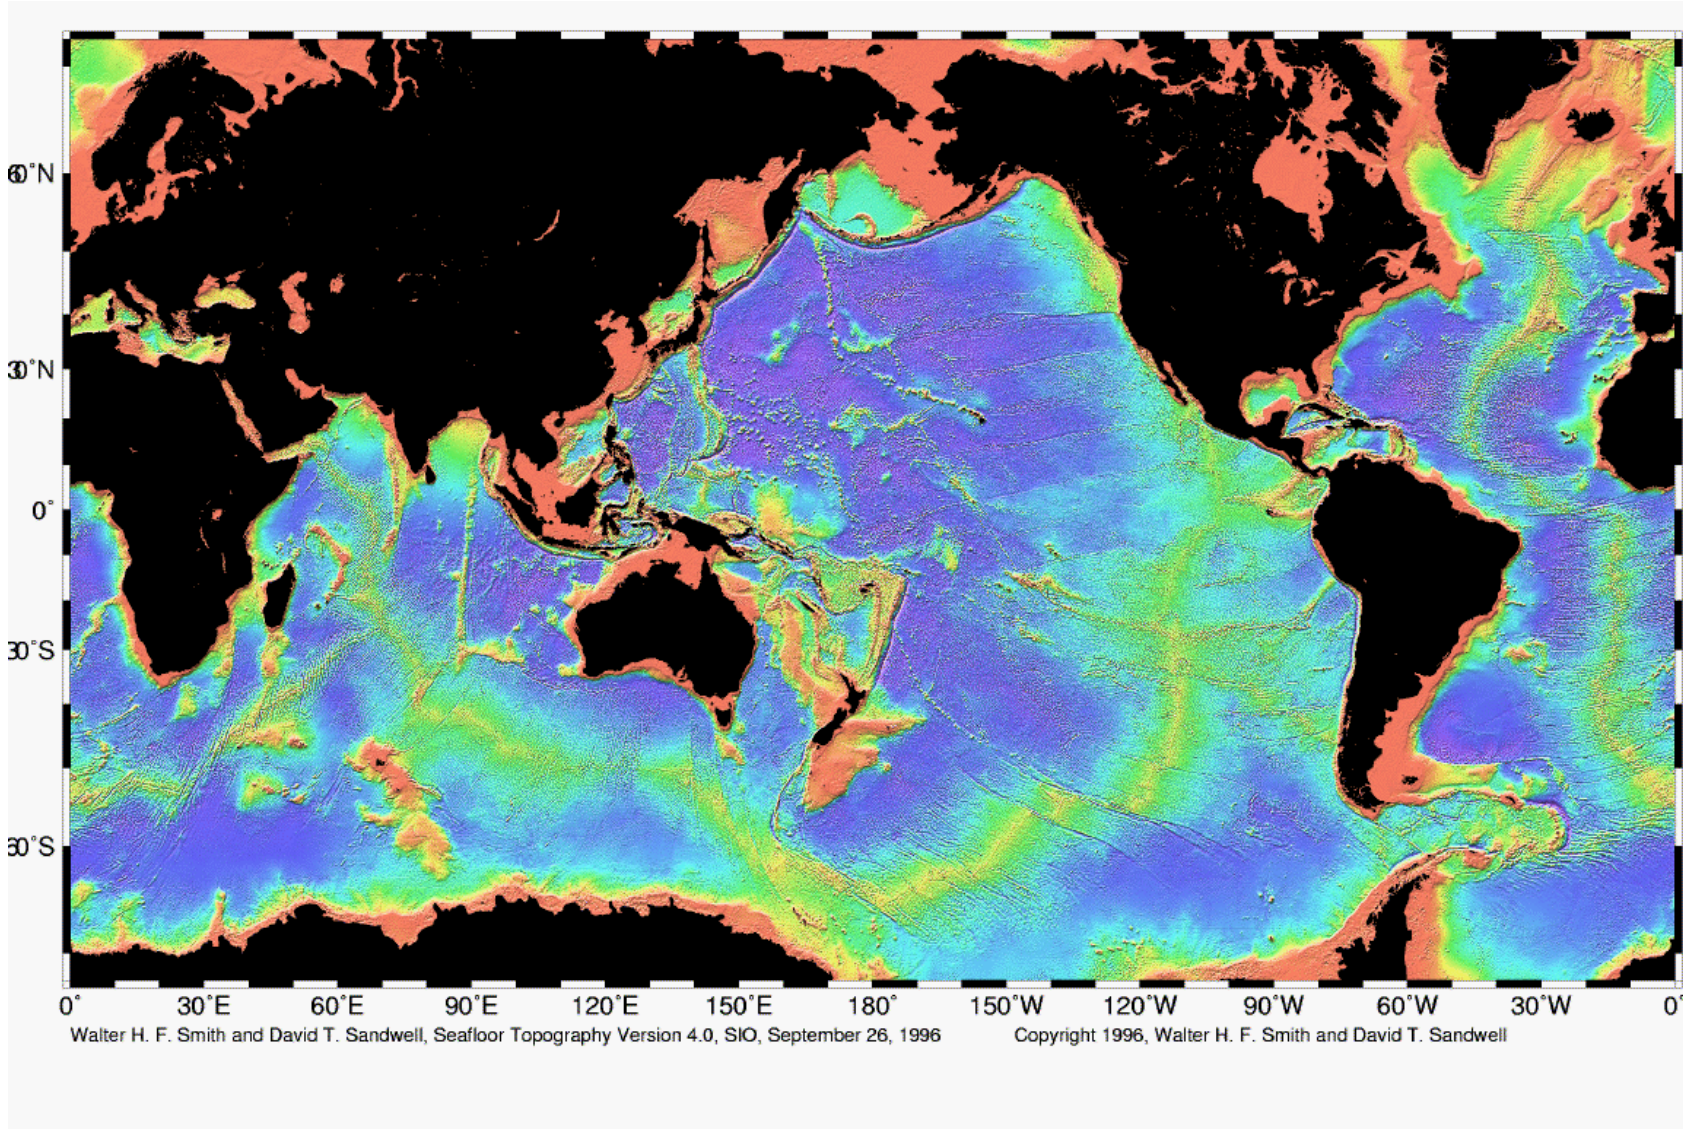 60°N
30°N
0°
30°S
60°S
0° 30°E 60°E 90°E 120°E 150°E 180° 150°W 120°W 90°W 60°W 30°W 0°
Walter H. F. Smith and David T. Sandwell, Seafloor Topography Version 4.0, SIO, September 26, 1996 Copyright 1996, Walter H. F. Smith and David T. Sandwell